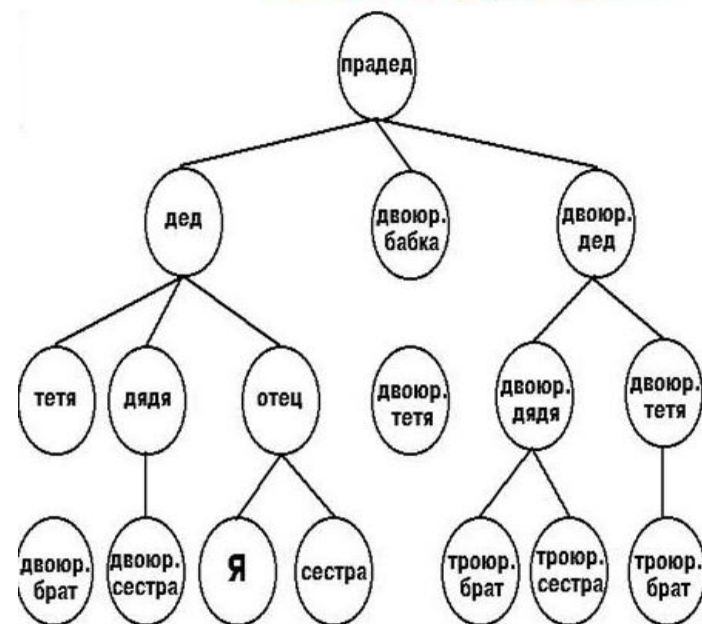 прадед
дед
двоюр.
бабка
двоюр.
дед
тетя
дядя
отец
двоюр.
тетя
двоюр.
дядя
двоюр.
тетя
двоюр.
брат
двоюр.
сестра
Я
сестра
троюр.
брат
троюр.
сестра
троюр.
брат